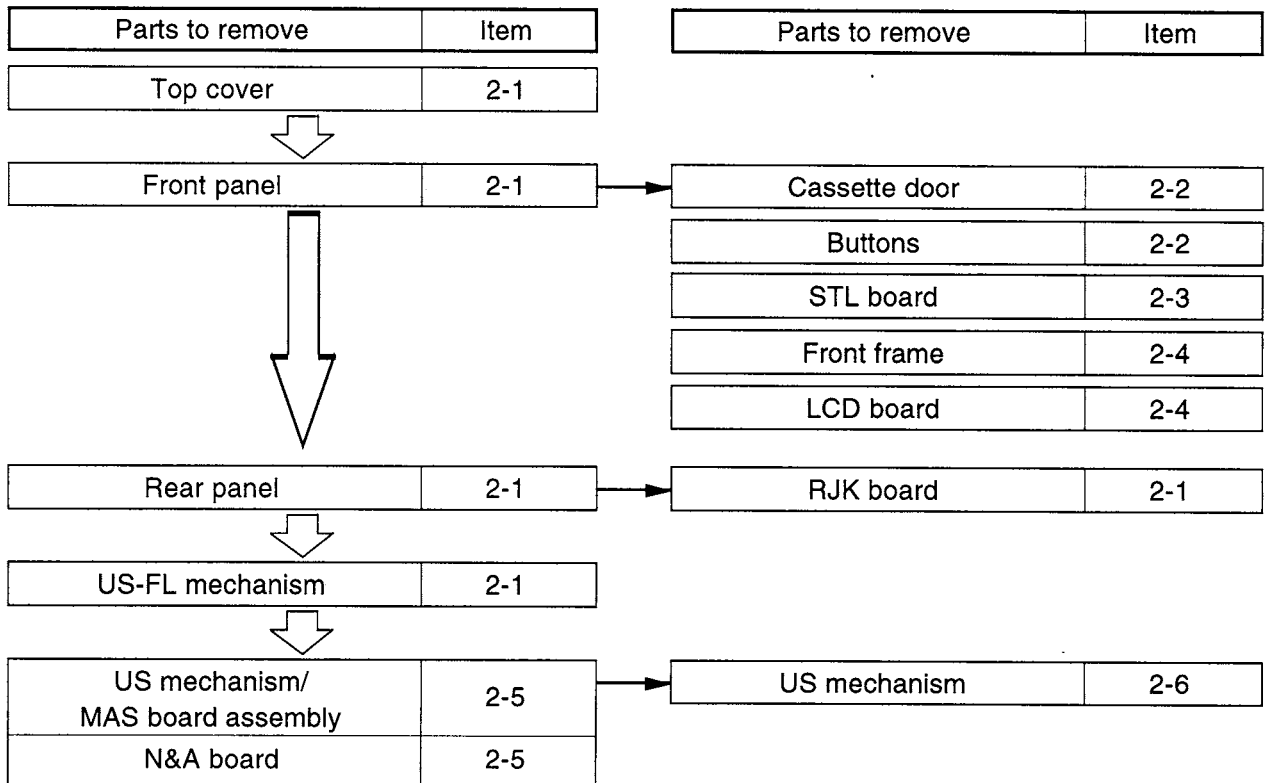 Parts to remove Item Parts to remove Item
Top cover 2-1
Front panel 2-1 Cassette door 2-2
Buttons 2-2
STL board 2-3
Front frame 2-4
LCD board 2-4
Rear panel 2-1 RJK board 2-1
US-FL mechanism 2-1
US mechanism/
MAS board assembly 2-5 US mechanism 2-6
N&A board 2-5